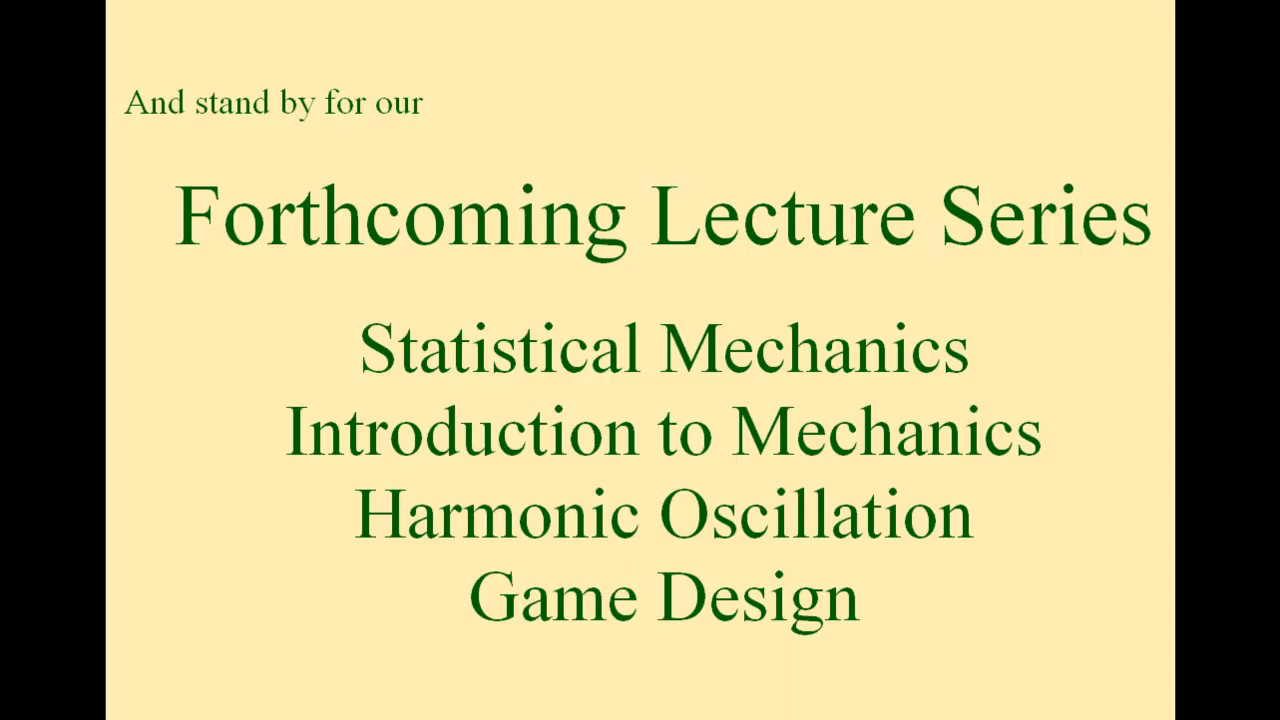 And stand by for our
Forthcoming Lecture Series
Statistical Mechanics
Introduction to Mechanics
Harmonic Oscillation
Game Design